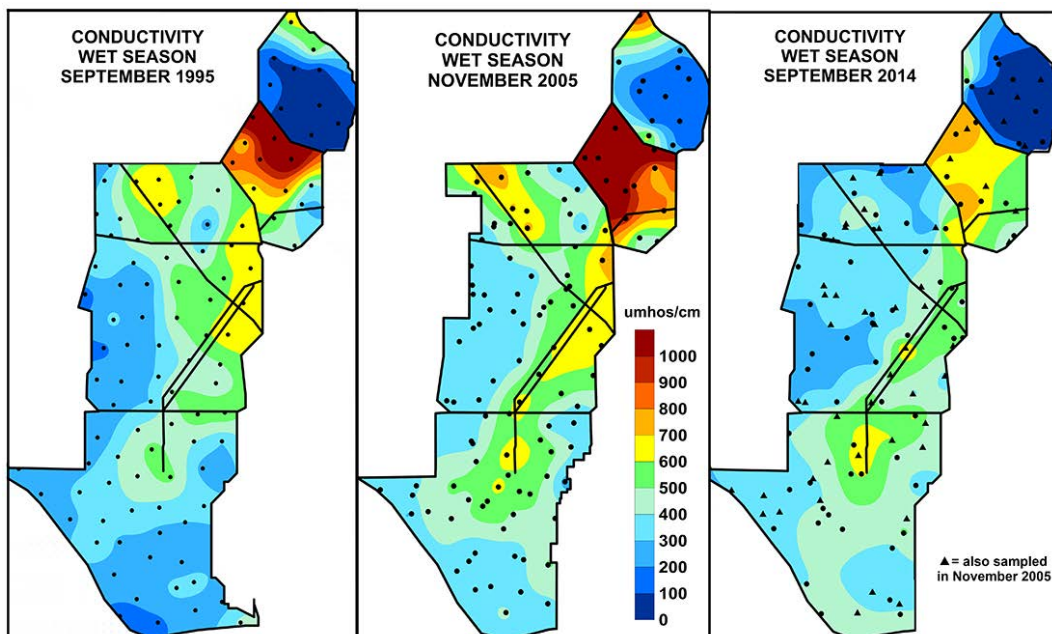 CONDUCTIVITY
WET SEASON
SEPTEMBER 1995
CONDUCTIVITY
WET SEASON
NOVEMBER 2005
umhos/cm
1000
900
800
700
600
500
400
300
200
100
0
CONDUCTIVITY
WET SEASON
SEPTEMBER 2014
▲= also sampled
in November 2005